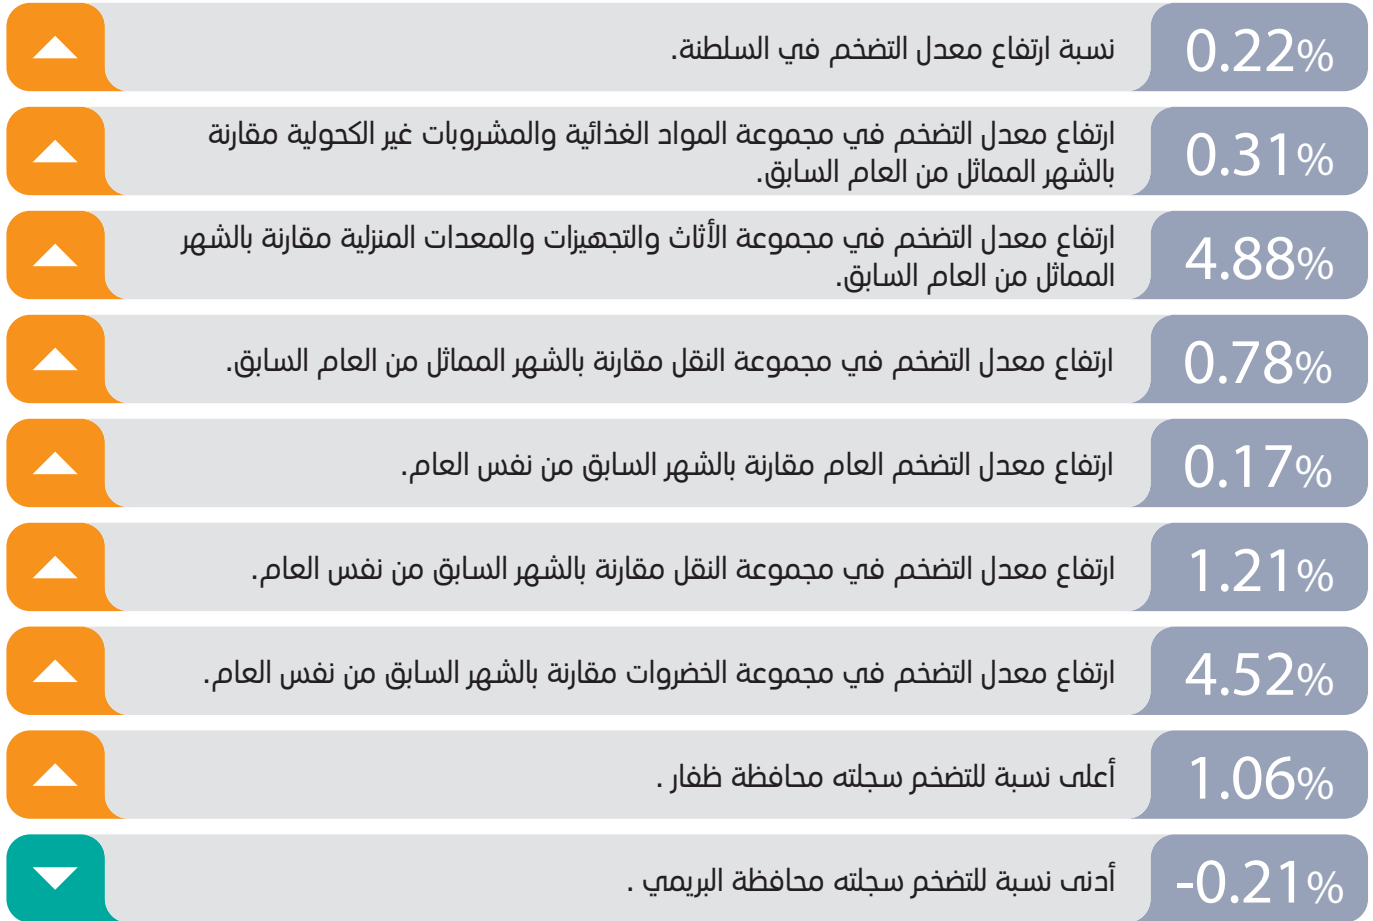 0.22%
نسبة ارتفاع معدل التضخم في السلطنة.
0.31%
ارتفاع معدل التضخم في مجموعة المواد الغذائية والمشروبات غير الكحولية مقارنة
بالشهر المماثل من العام السابق.
4.88%
ارتفاع معدل التضخم في مجموعة الأثاث والتجهيزات والمعدات المنزلية مقارنة بالشهر
المماثل من العام السابق.
0.78%
ارتفاع معدل التضخم في مجموعة النقل مقارنة بالشهر المماثل من العام السابق.
0.17%
ارتفاع معدل التضخم العام مقارنة بالشهر السابق من نفس العام.
1.21%
ارتفاع معدل التضخم في مجموعة النقل مقارنة بالشهر السابق من نفس العام.
4.52%
ارتفاع معدل التضخم في مجموعة الخضروات مقارنة بالشهر السابق من نفس العام.
1.06%
أعلى نسبة للتضخم سجلته محافظة ظفار .
-0.21%
أدنى نسبة للتضخم سجلته محافظة البريمي .